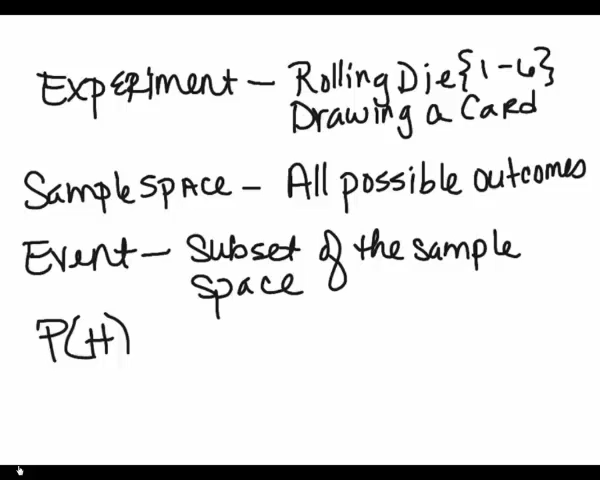 Experiment - Rolling Die {1-6}
Drawing a Card
Sample Space - All possible outcomes
Event - Subset of the sample
space
P(H)